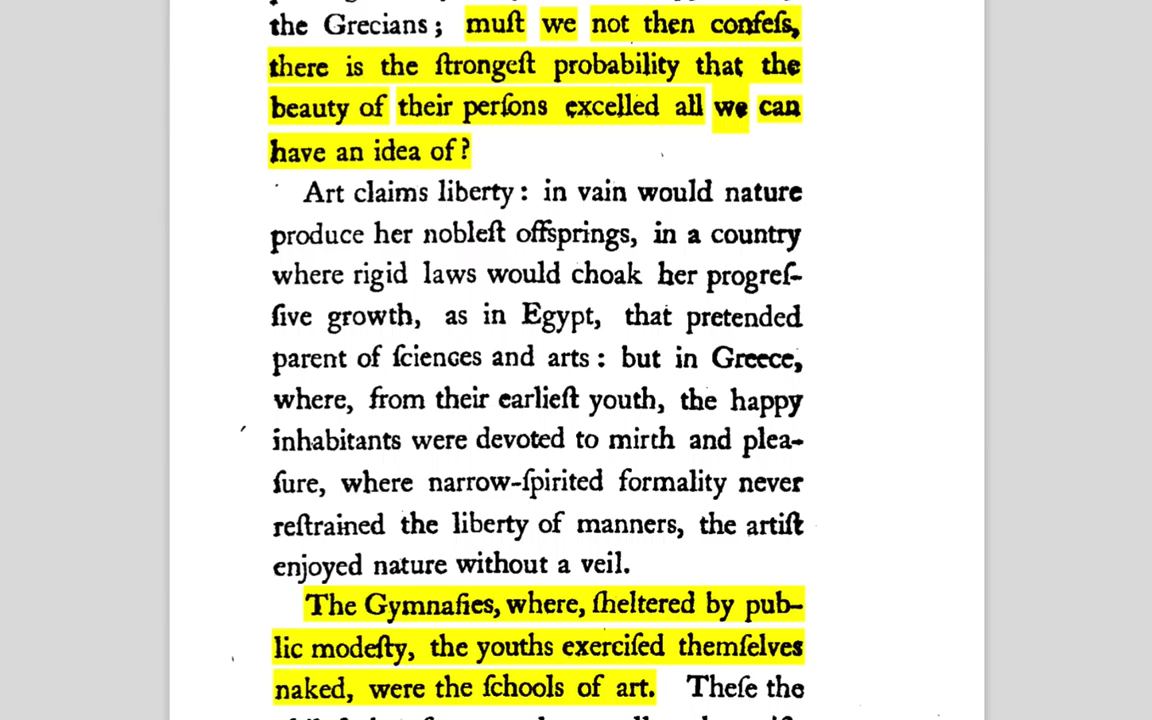 the Grecians; muſt we not then confeſs,
there is the ſtrongeſt probability that the
beauty of their perſons excelled all we can
have an idea of?
Art claims liberty: in vain would nature
produce her nobleſt offsprings, in a country
where rigid laws would choak her progreſ-
ſive growth, as in Egypt, that pretended
parent of ſciences and arts: but in Greece,
where, from their earlieſt youth, the happy
inhabitants were devoted to mirth and plea-
ſure, where narrow-ſpirited formality never
reſtrained the liberty of manners, the artiſt
enjoyed nature without a veil.
The Gymnaſies, where, ſheltered by pub-
lic modeſty, the youths exerciſed themſelves
naked, were the ſchools of art. Theſe the